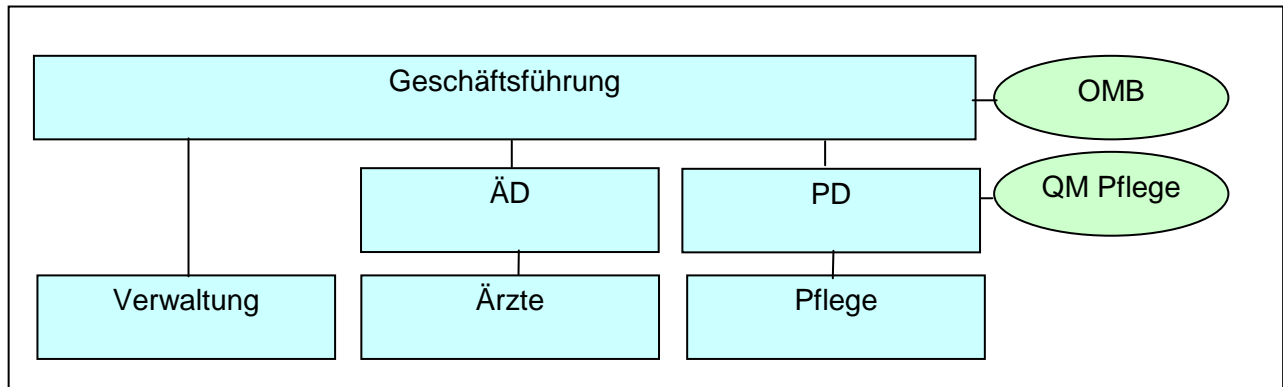 Geschäftsführung
OMB
ÄD
PD
QM Pflege
Verwaltung
Ärzte
Pflege